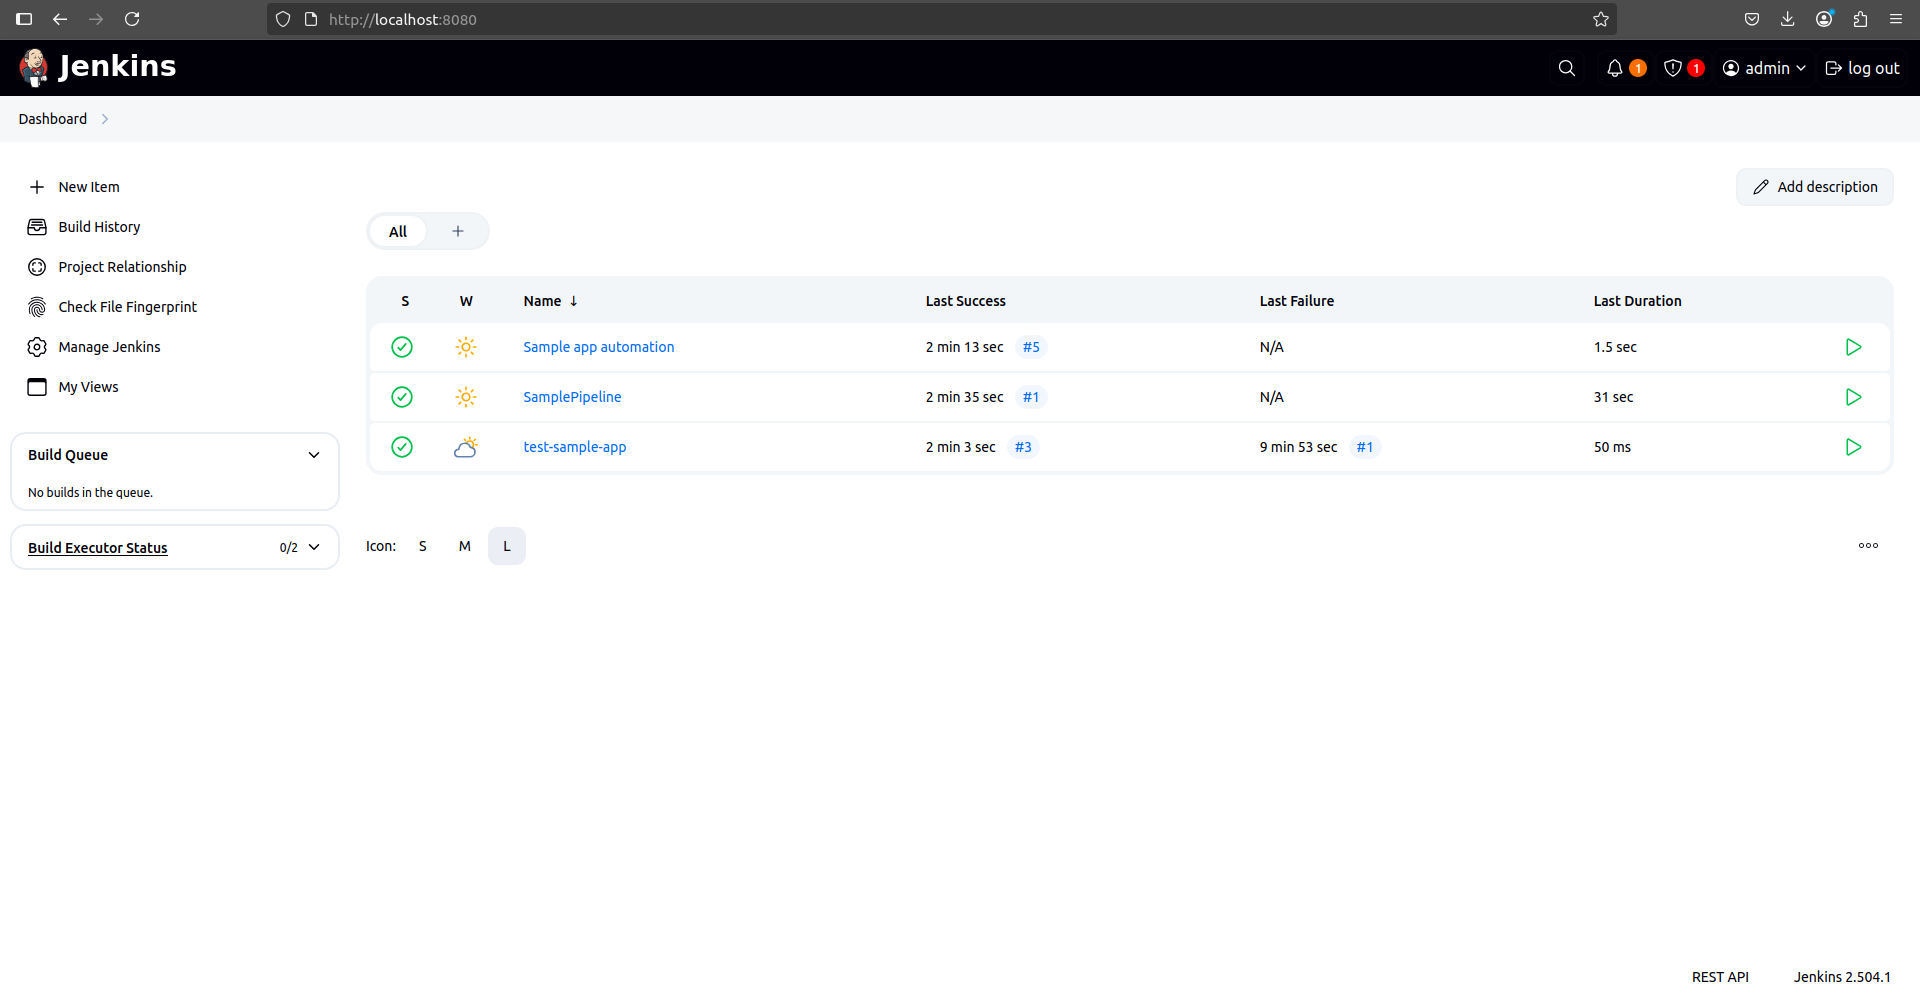 http://localhost:8080
Jenkins
1
1
admin
log out
Dashboard
New Item
Build History
Project Relationship
Check File Fingerprint
Manage Jenkins
My Views
Build Queue
No builds in the queue.
Build Executor Status 0/2
Add description
All +
S W Name ↓ Last Success Last Failure Last Duration
Sample app automation 2 min 13 sec #5 N/A 1.5 sec
SamplePipeline 2 min 35 sec #1 N/A 31 sec
test-sample-app 2 min 3 sec #3 9 min 53 sec #1 50 ms
Icon: S M L
REST API Jenkins 2.504.1